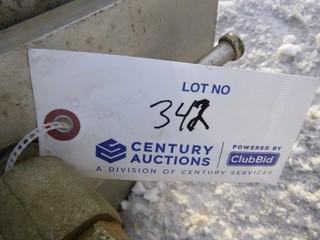 LOT NO
342
CENTURY AUCTIONS
POWERED BY ClubBid
A DIVISION OF CENTURY SERVICES